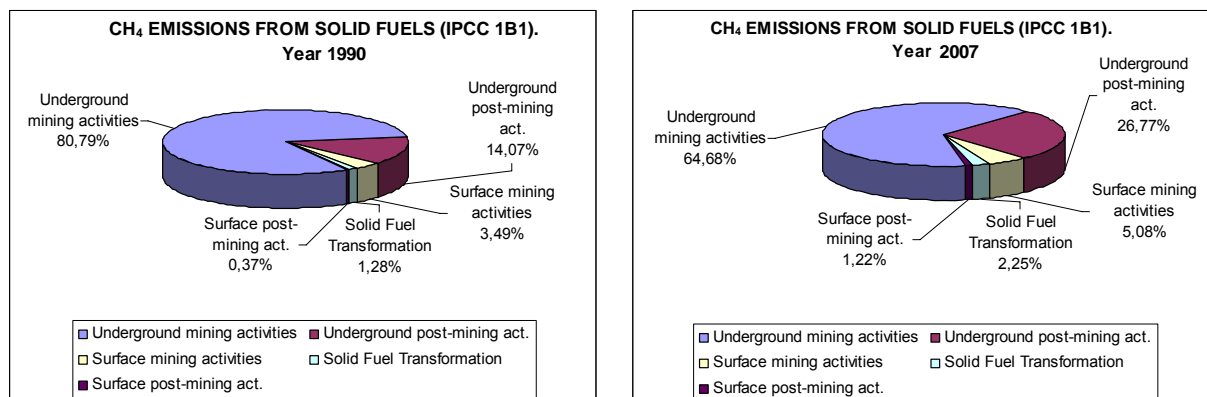 CH₄ EMISSIONS FROM SOLID FUELS (IPCC 1B1).
Year 1990
Underground
mining activities
80,79%
Underground
post-mining
act.
14,07%
Surface mining
activities
3,49%
Solid Fuel
Transformation
1,28%
Surface post-
mining act.
0,37%
Underground mining activities
Underground post-mining act.
Surface mining activities
Solid Fuel Transformation
Surface post-mining act.
CH₄ EMISSIONS FROM SOLID FUELS (IPCC 1B1).
Year 2007
Underground
mining activities
64,68%
Underground
post-mining
act.
26,77%
Surface mining
activities
5,08%
Solid Fuel
Transformation
2,25%
Surface post-
mining act.
1,22%
Underground mining activities
Underground post-mining act.
Surface mining activities
Solid Fuel Transformation
Surface post-mining act.